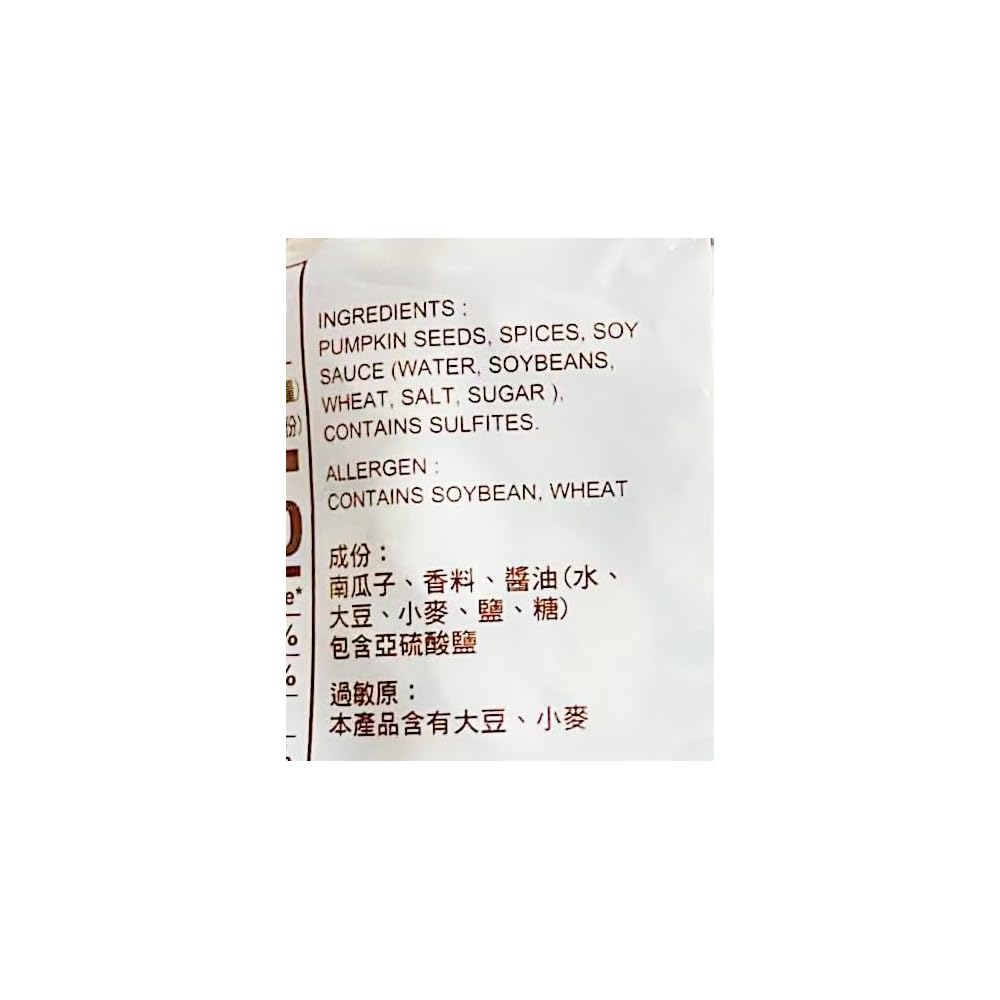 INGREDIENTS :
PUMPKIN SEEDS, SPICES, SOY
SAUCE (WATER, SOYBEANS,
WHEAT, SALT, SUGAR ),
CONTAINS SULFITES.
ALLERGEN :
CONTAINS SOYBEAN, WHEAT
成份：
南瓜子、香料、醬油(水、
大豆、小麥、鹽、糖)
包含亞硫酸鹽
過敏原：
本產品含有大豆、小麥
份)
0
e*
%
%